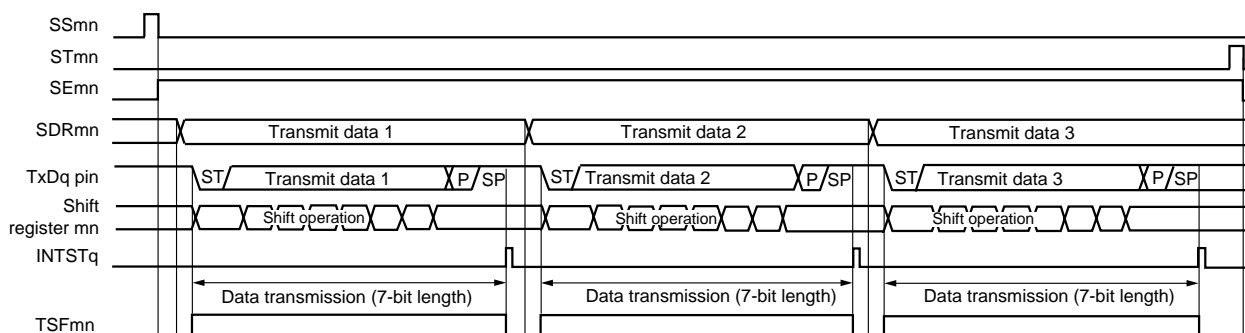 SSmn
STmn
SEmn
SDRmn Transmit data 1 Transmit data 2 Transmit data 3
TxDq pin ST Transmit data 1 P SP ST Transmit data 2 P SP ST Transmit data 3 P SP
Shift
register mn Shift operation Shift operation Shift operation
INTSTq
Data transmission (7-bit length) Data transmission (7-bit length) Data transmission (7-bit length)
TSFmn